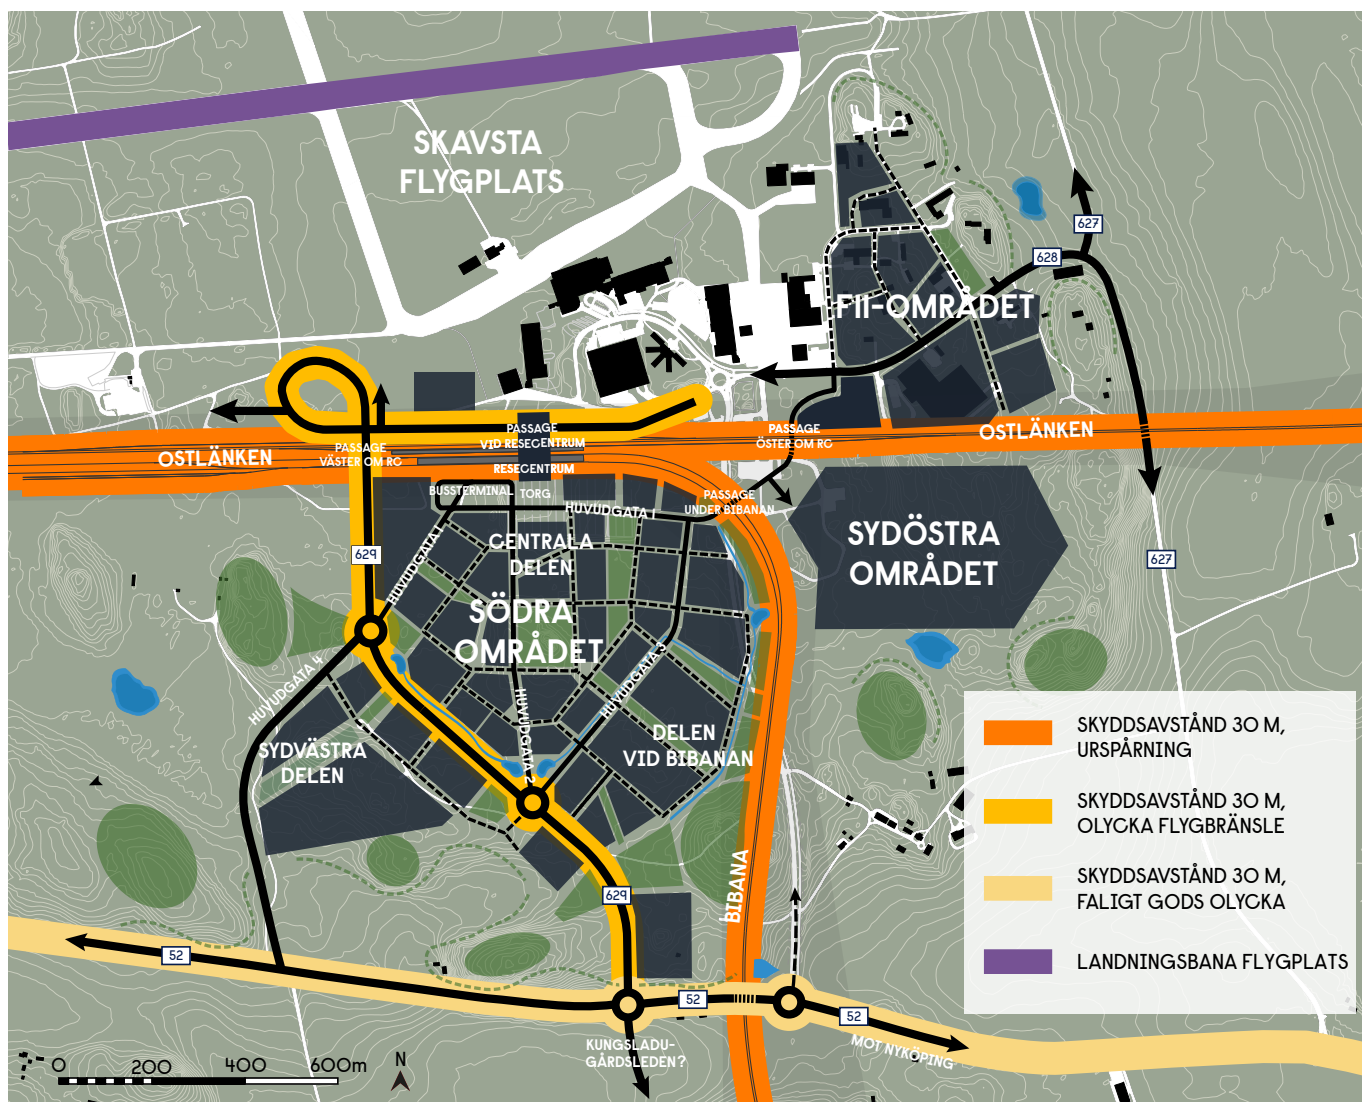 SKAVSTA
FLYGPLATS
627
628
FII-OMRÅDET
PASSAGE
VID RESECENTRUM
PASSAGE
ÖSTER OM RC
OSTLÄNKEN
OSTLÄNKEN
PASSAGE
VÄSTER OM RC
RESECENTRUM
BUSSTERMINAL
TORG
PASSAGE
UNDER BIBANAN
HUVUDGATA 1
HUVUDGATA 1
CENTRALA
DELEN
SYDÖSTRA
OMRÅDET
629
627
SÖDRA
OMRÅDET
HUVUDGATA 4
HUVUDGATA 3
HUVUDGATA 2
SYDVÄSTRA
DELEN
DELEN
VID BIBANAN
BIBANA
629
52
52
52
MOT NYKÖPING
KUNGSLADU-
GÅRDSLEDEN?
SKYDDSAVSTÅND 30 M,
URSPÅRNING
SKYDDSAVSTÅND 30 M,
OLYCKA FLYGBRÄNSLE
SKYDDSAVSTÅND 30 M,
FALIGT GODS OLYCKA
LANDNINGSBANA FLYGPLATS
0 200 400 600m
N